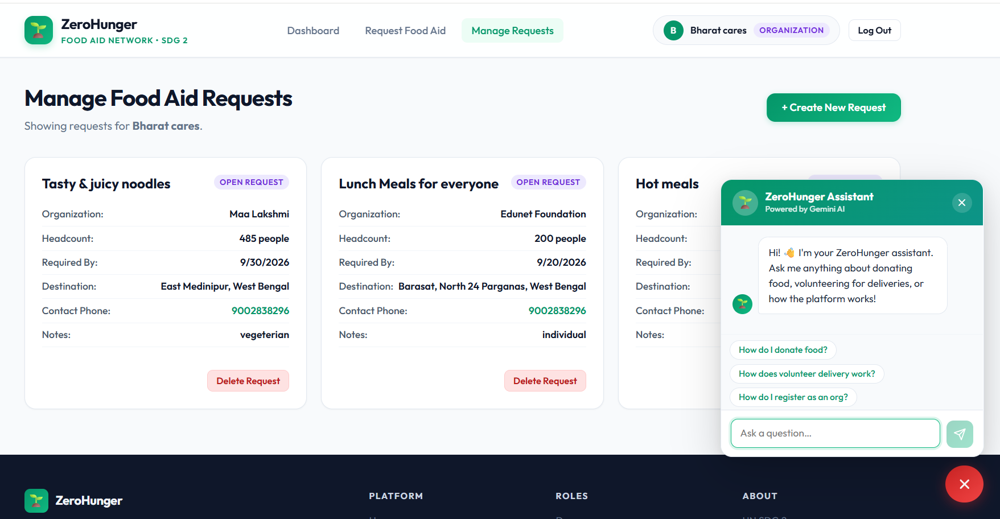 ZeroHunger
FOOD AID NETWORK • SDG 2
Dashboard
Request Food Aid
Manage Requests
B
Bharat cares
ORGANIZATION
Log Out
Manage Food Aid Requests
Showing requests for Bharat cares.
+ Create New Request
Tasty & juicy noodles
OPEN REQUEST
Organization: Maa Lakshmi
Headcount: 485 people
Required By: 9/30/2026
Destination: East Medinipur, West Bengal
Contact Phone: 9002838296
Notes: vegeterian
Delete Request
Lunch Meals for everyone
OPEN REQUEST
Organization: Edunet Foundation
Headcount: 200 people
Required By: 9/20/2026
Destination: Barasat, North 24 Parganas, West Bengal
Contact Phone: 9002838296
Notes: individual
Delete Request
Hot meals
Organization:
Headcount:
Required By:
Destination:
Contact Phone:
Notes:
ZeroHunger Assistant
Powered by Gemini AI
Hi! 👋 I'm your ZeroHunger assistant.
Ask me anything about donating
food, volunteering for deliveries, or
how the platform works!
How do I donate food?
How does volunteer delivery work?
How do I register as an org?
Ask a question...
ZeroHunger
PLATFORM
ROLES
ABOUT